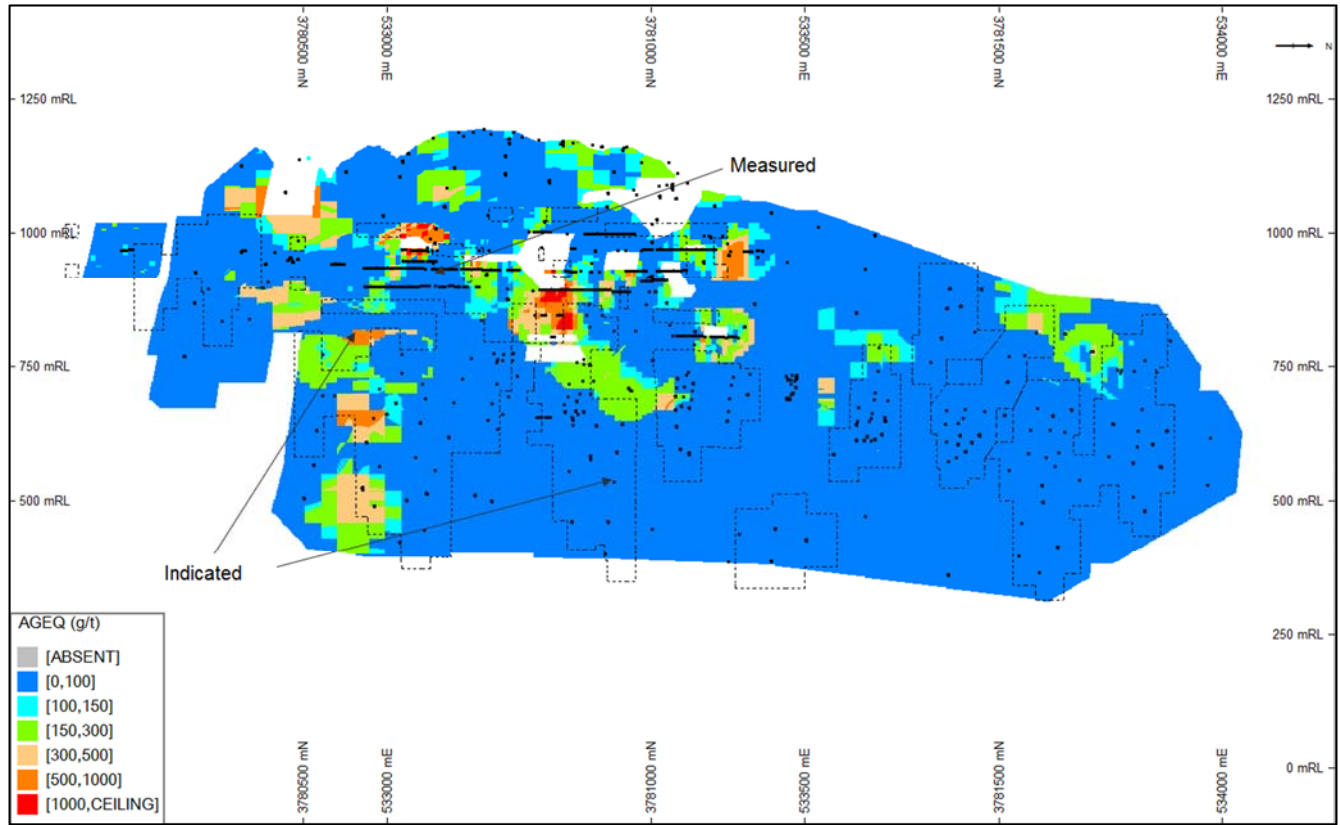 3780500 mN
533000 mE
3781000 mN
533500 mE
3781500 mN
534000 mE
N
1250 mRL
1250 mRL
Measured
1000 mRL
1000 mRL
750 mRL
750 mRL
500 mRL
500 mRL
Indicated
250 mRL
AGEQ (g/t)
[ABSENT]
[0,100]
[100,150]
[150,300]
[300,500]
[500,1000]
[1000,CEILING]
0 mRL
3780500 mN
533000 mE
3781000 mN
533500 mE
3781500 mN
534000 mE